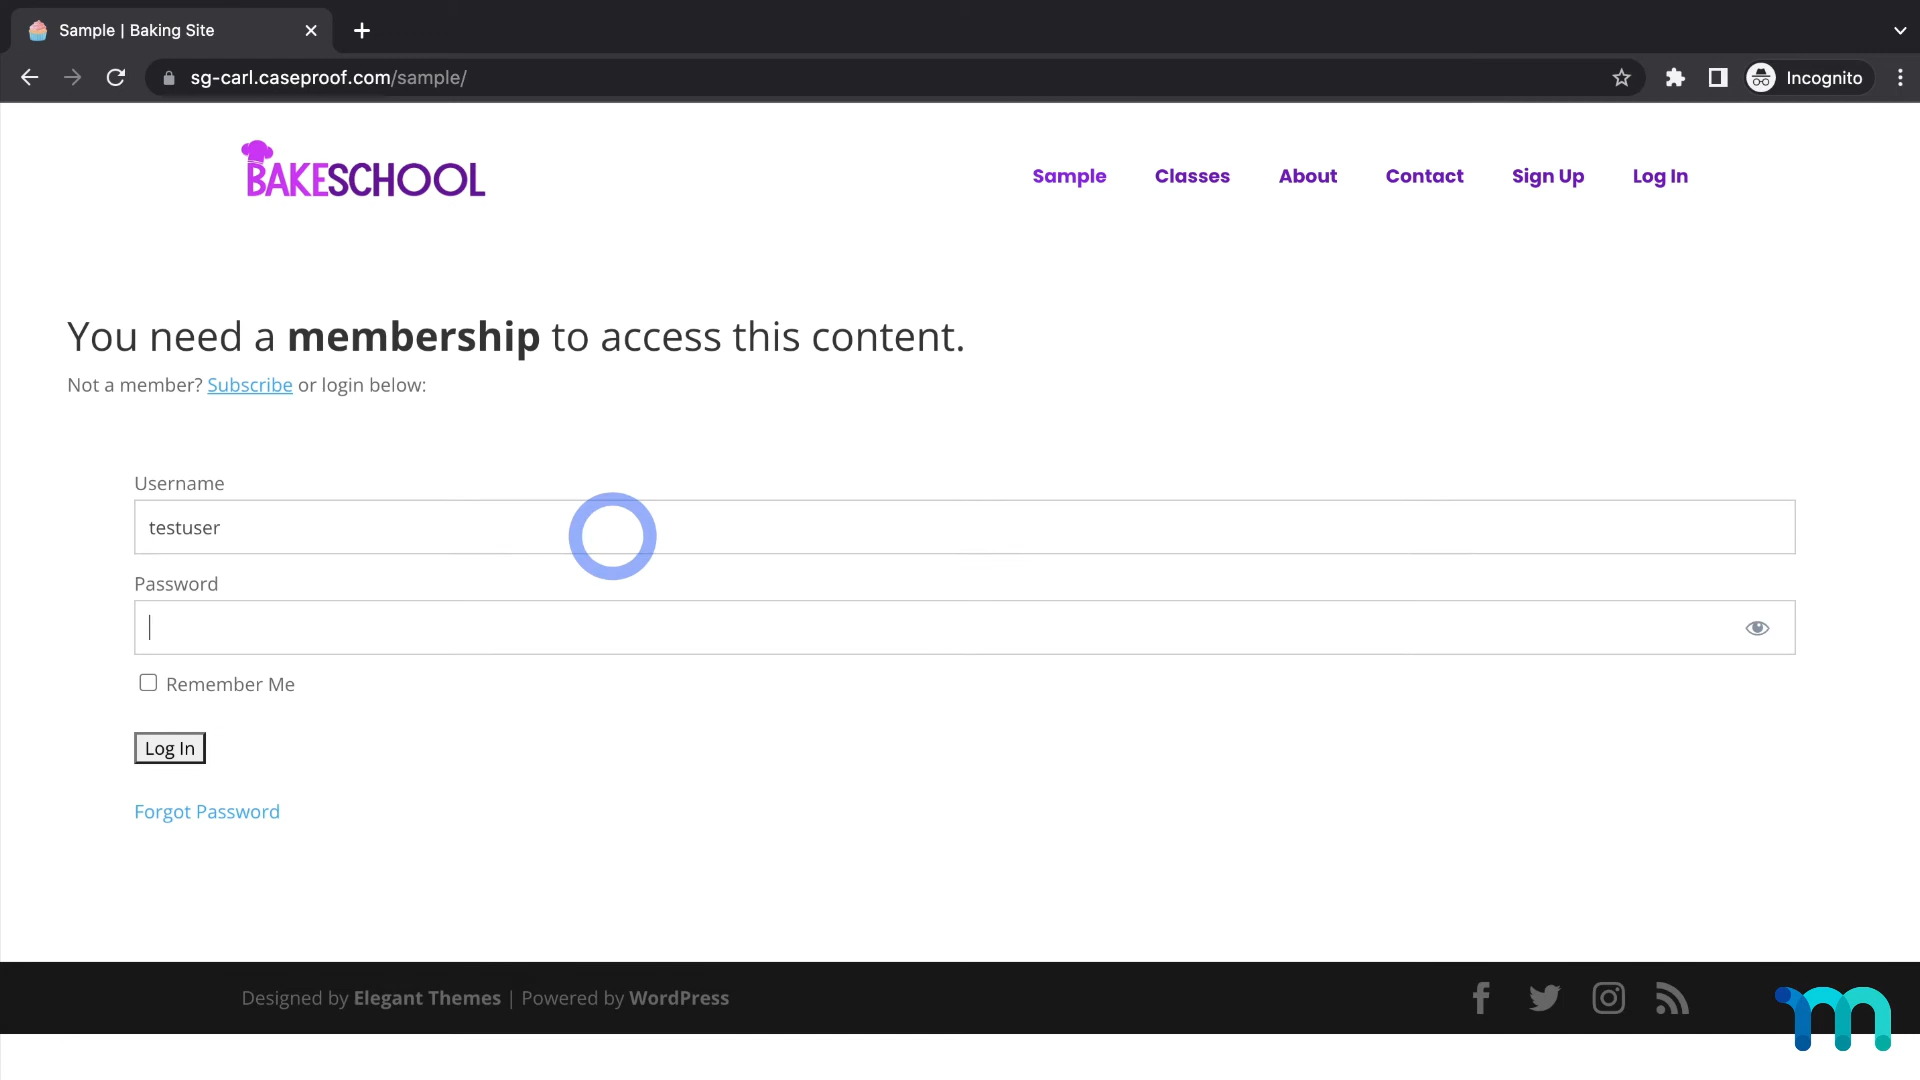 Sample | Baking Site
sg-carl.caseproof.com/sample/
Incognito
BAKESCHOOL
Sample
Classes
About
Contact
Sign Up
Log In
You need a membership to access this content.
Not a member? Subscribe or login below:
Username
testuser
Password
Remember Me
Log In
Forgot Password
Designed by Elegant Themes | Powered by WordPress
m